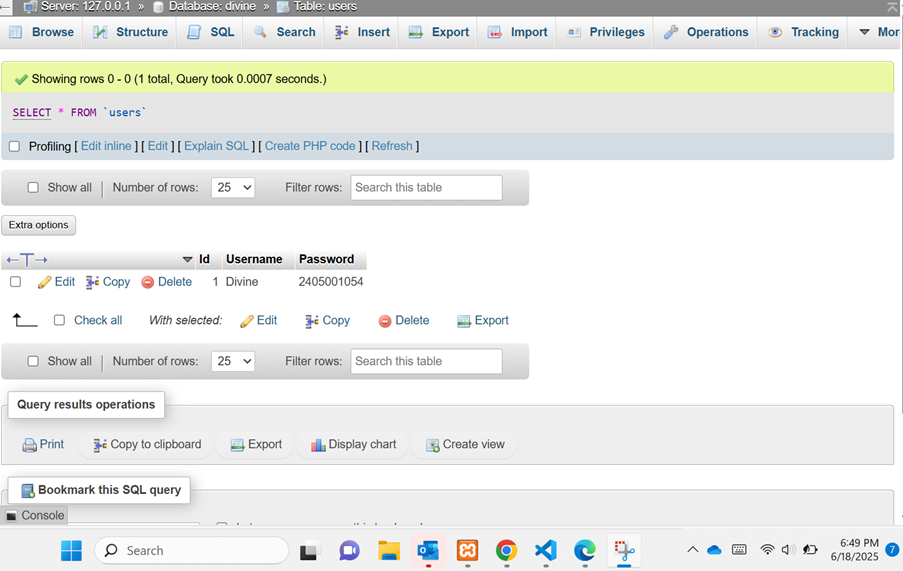 Server: 127.0.0.1 » Database: divine » Table: users
Browse Structure SQL Search Insert Export Import Privileges Operations Tracking Mor
Showing rows 0 - 0 (1 total, Query took 0.0007 seconds.)
SELECT * FROM `users`
Profiling [ Edit inline ] [ Edit ] [ Explain SQL ] [ Create PHP code ] [ Refresh ]
Show all | Number of rows: 25 Filter rows: Search this table
Extra options
←T→ Id Username Password
Edit Copy Delete 1 Divine 2405001054
Check all With selected: Edit Copy Delete Export
Show all | Number of rows: 25 Filter rows: Search this table
Query results operations
Print Copy to clipboard Export Display chart Create view
Bookmark this SQL query
Console
Search
6:49 PM
6/18/2025
7